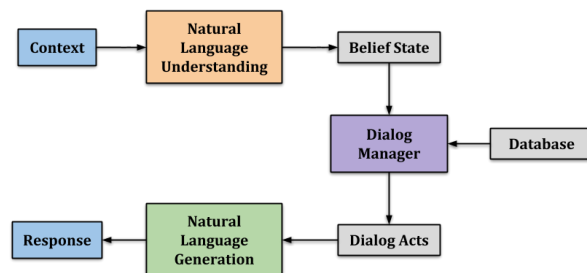 Context
Natural
Language
Understanding
Belief State
Dialog
Manager
Database
Response
Natural
Language
Generation
Dialog Acts